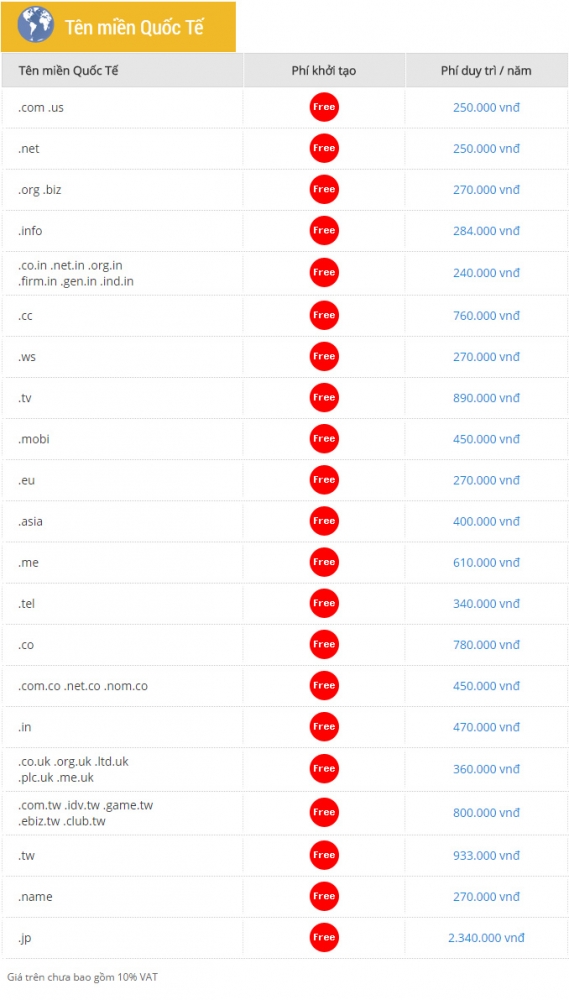 Tên miền Quốc Tế
Tên miền Quốc Tế Phí khởi tạo Phí duy trì / năm
.com .us Free 250.000 vnđ
.net Free 250.000 vnđ
.org .biz Free 270.000 vnđ
.info Free 284.000 vnđ
.co.in .net.in .org.in
.firm.in .gen.in .ind.in Free 240.000 vnđ
.cc Free 760.000 vnđ
.ws Free 270.000 vnđ
.tv Free 890.000 vnđ
.mobi Free 450.000 vnđ
.eu Free 270.000 vnđ
.asia Free 400.000 vnđ
.me Free 610.000 vnđ
.tel Free 340.000 vnđ
.co Free 780.000 vnđ
.com.co .net.co .nom.co Free 450.000 vnđ
.in Free 470.000 vnđ
.co.uk .org.uk .ltd.uk
.plc.uk .me.uk Free 360.000 vnđ
.com.tw .idv.tw .game.tw
.ebiz.tw .club.tw Free 800.000 vnđ
.tw Free 933.000 vnđ
.name Free 270.000 vnđ
.jp Free 2.340.000 vnđ
Giá trên chưa bao gồm 10% VAT